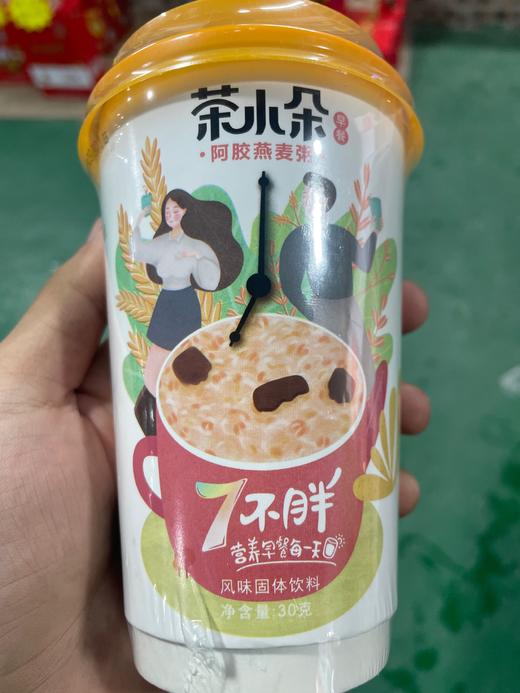 茶小朵
早餐
·阿胶燕麦粥
7不胖
营养早餐每一天
风味固体饮料
净含量:30克